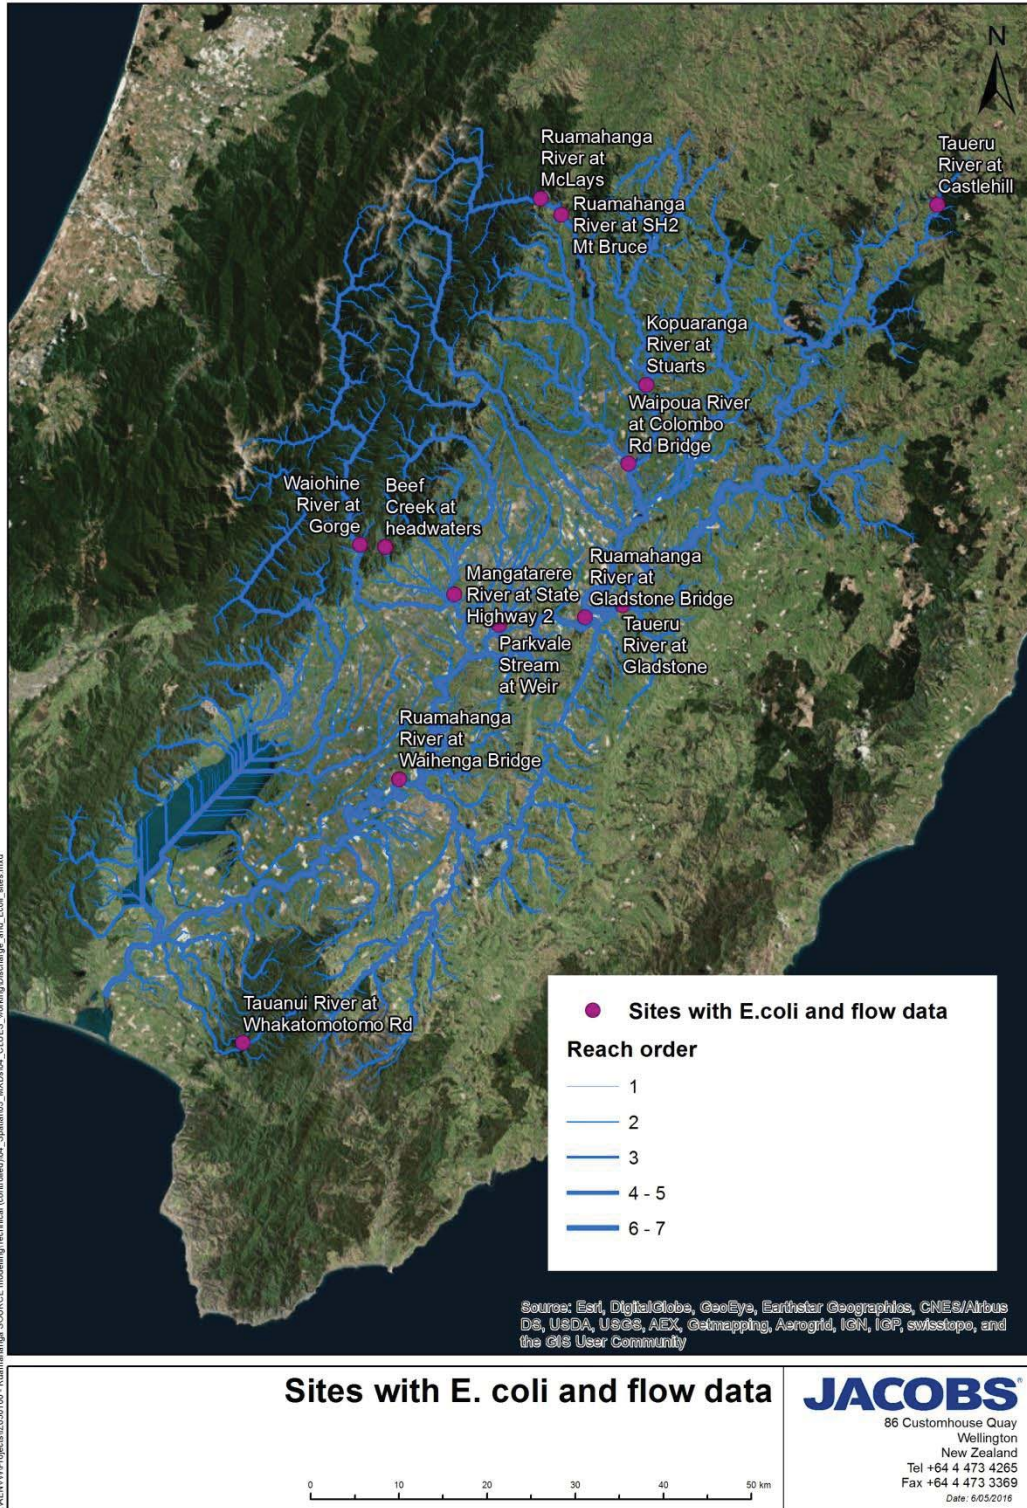 N
Ruamahanga
River at
McLays
Ruamahanga
River at SH2
Mt Bruce
Taueru
River at
Castlehill
Kopuaranga
River at
Stuarts
Waipoua River
at Colombo
Rd Bridge
Waiohine
River at
Gorge
Beef
Creek at
headwaters
Mangatarere
River at State
Highway 2
Ruamahanga
River at
Gladstone Bridge
Taueru
River at
Gladstone
Parkvale
Stream
at Weir
Ruamahanga
River at
Waihenga Bridge
Tauanui River at
Whakatomotomo Rd
Sites with E.coli and flow data
Reach order
1
2
3
4 - 5
6 - 7
Source: Esri, DigitalGlobe, GeoEye, Earthstar Geographics, CNES/Airbus
DS, USDA, USGS, AEX, Getmapping, Aerogrid, IGN, IGP, swisstopo, and
the GIS User Community
Sites with E. coli and flow data
0 10 20 30 40 50 km
JACOBS®
86 Customhouse Quay
Wellington
New Zealand
Tel +64 4 473 4265
Fax +64 4 473 3369
Date: 6/05/2016